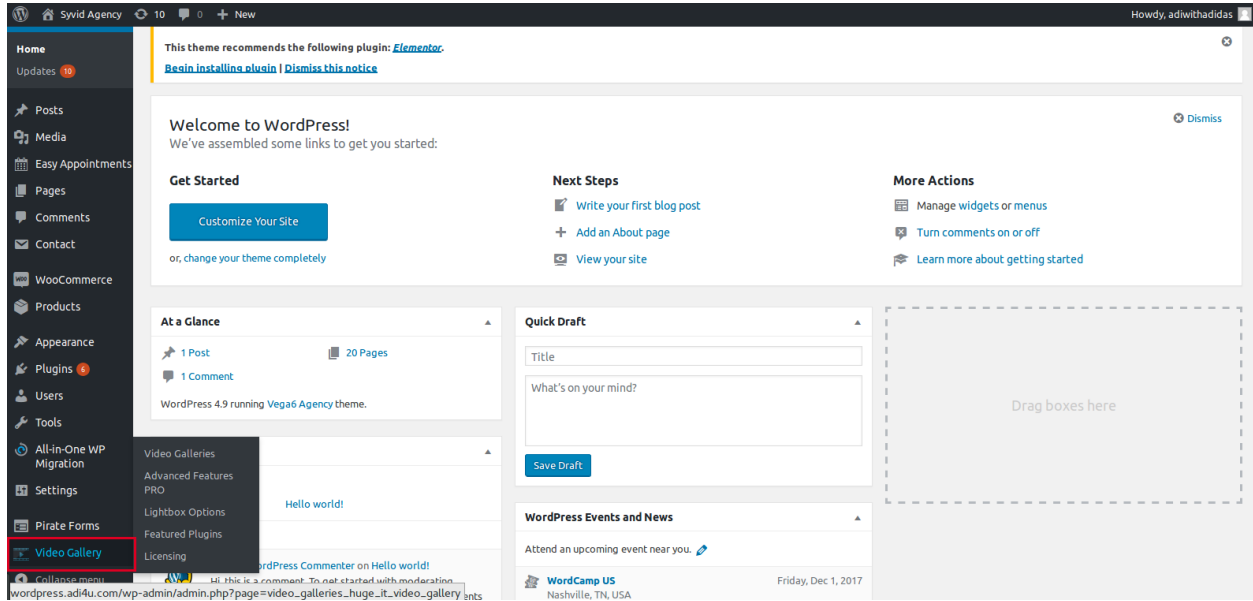 Syvid Agency 10 0 + New Howdy, adiwithadidas
Home
Updates 10
Posts
Media
Easy Appointments
Pages
Comments
Contact
WooCommerce
Products
Appearance
Plugins 6
Users
Tools
All-in-One WP
Migration
Settings
Pirate Forms
Video Gallery
Collapse menu
Video Galleries
Advanced Features
PRO
Lightbox Options
Featured Plugins
Licensing
This theme recommends the following plugin: Elementor.
Begin installing plugin | Dismiss this notice
Welcome to WordPress!
Dismiss
We've assembled some links to get you started:
Get Started
Customize Your Site
or, change your theme completely
Next Steps
Write your first blog post
Add an About page
View your site
More Actions
Manage widgets or menus
Turn comments on or off
Learn more about getting started
At a Glance
1 Post 20 Pages
1 Comment
WordPress 4.9 running Vega6 Agency theme.
Hello world!
rdPress Commenter on Hello world!
Hi, this is a comment. To get started with moderating,
ents
Quick Draft
Title
What's on your mind?
Save Draft
WordPress Events and News
Attend an upcoming event near you.
WordCamp US Friday, Dec 1, 2017
Nashville, TN, USA
Drag boxes here
wordpress.adi4u.com/wp-admin/admin.php?page=video_galleries_huge_it_video_gallery